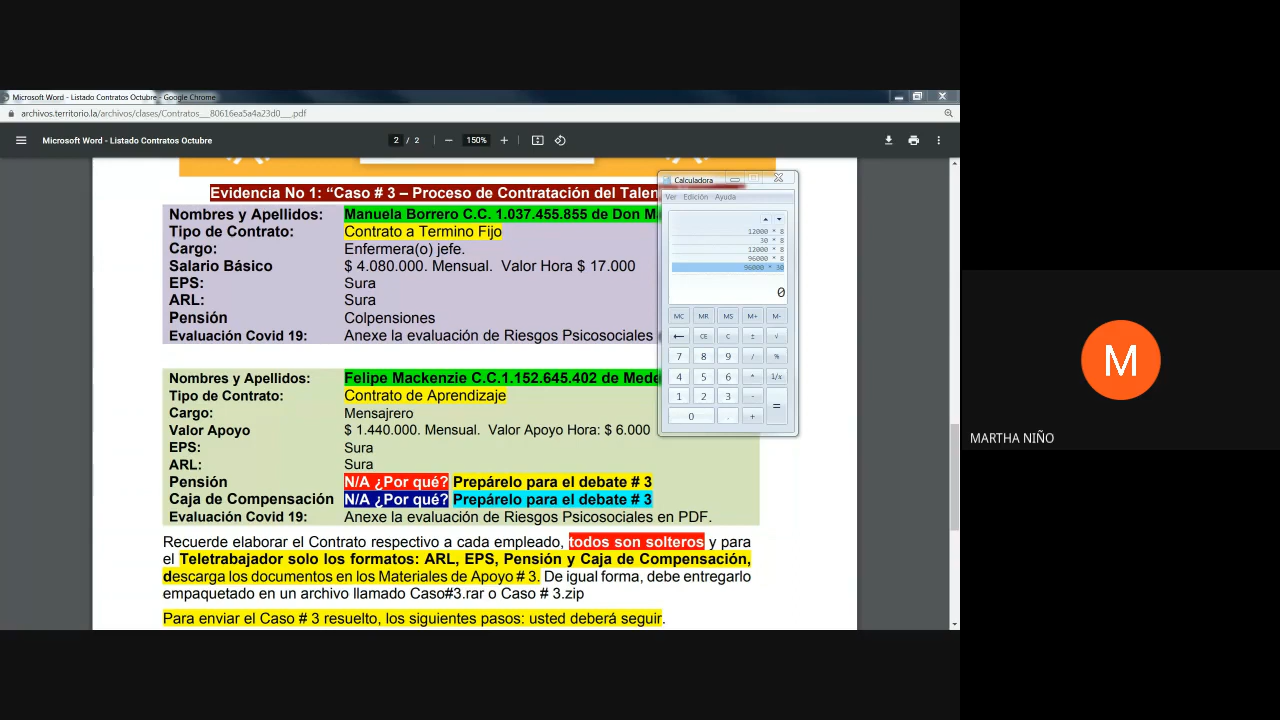 Microsoft Word - Listado Contratos Octubre - Google Chrome
archivos.territorio.la/archivos/clases/Contratos__80616ea5a4a23d0__.pdf
Microsoft Word - Listado Contratos Octubre
2 / 2
150%
Evidencia No 1: “Caso # 3 – Proceso de Contratación del Talen
Nombres y Apellidos: Manuela Borrero C.C. 1.037.455.855 de Don M
Tipo de Contrato: Contrato a Termino Fijo
Cargo: Enfermera(o) jefe.
Salario Básico $ 4.080.000. Mensual. Valor Hora $ 17.000
EPS: Sura
ARL: Sura
Pensión Colpensiones
Evaluación Covid 19: Anexe la evaluación de Riesgos Psicosociales
Nombres y Apellidos: Felipe Mackenzie C.C.1.152.645.402 de Mede
Tipo de Contrato: Contrato de Aprendizaje
Cargo: Mensajrero
Valor Apoyo $ 1.440.000. Mensual. Valor Apoyo Hora: $ 6.000
EPS: Sura
ARL: Sura
Pensión N/A ¿Por qué? Prepárelo para el debate # 3
Caja de Compensación N/A ¿Por qué? Prepárelo para el debate # 3
Evaluación Covid 19: Anexe la evaluación de Riesgos Psicosociales en PDF.
Recuerde elaborar el Contrato respectivo a cada empleado, todos son solteros y para
el Teletrabajador solo los formatos: ARL, EPS, Pensión y Caja de Compensación,
descarga los documentos en los Materiales de Apoyo # 3. De igual forma, debe entregarlo
empaquetado en un archivo llamado Caso#3.rar o Caso # 3.zip
Para enviar el Caso # 3 resuelto, los siguientes pasos: usted deberá seguir.
Calculadora
Ver Edición Ayuda
12000 * 8
30 * 8
12000 * 8
96000 * 8
96000 * 30
0
MC MR MS M+ M-
← CE C ± √
7 8 9 / %
4 5 6 * 1/x
1 2 3 - =
0 . +
M
MARTHA NIÑO